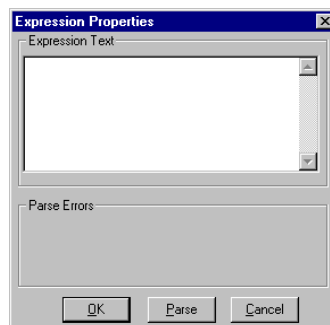 Expression Properties
Expression Text
Parse Errors
OK
Parse
Cancel